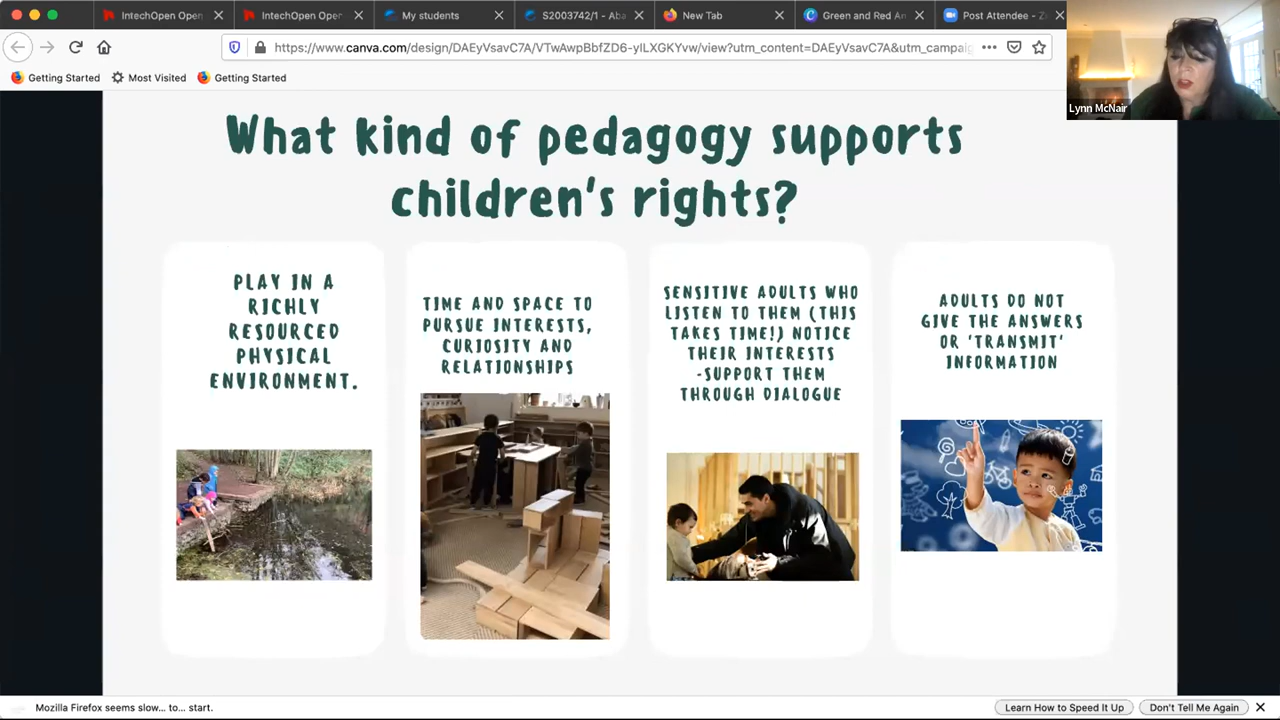 IntechOpen Open
IntechOpen Open
My students
S2003742/1 - Aba
New Tab
Green and Red An
Post Attendee - Z
https://www.canva.com/design/DAEyVsavC7A/VTwAwpBbfZD6-yILXGKYvw/view?utm_content=DAEyVsavC7A&utm_campaig
Getting Started
Most Visited
Getting Started
Lynn McNair
What kind of pedagogy supports
children's rights?
PLAY IN A
RICHLY
RESOURCED
PHYSICAL
ENVIRONMENT.
TIME AND SPACE TO
PURSUE INTERESTS,
CURIOSITY AND
RELATIONSHIPS
SENSITIVE ADULTS WHO
LISTEN TO THEM (THIS
TAKES TIME!) NOTICE
THEIR INTERESTS
-SUPPORT THEM
THROUGH DIALOGUE
ADULTS DO NOT
GIVE THE ANSWERS
OR 'TRANSMIT'
INFORMATION
Mozilla Firefox seems slow... to... start.
Learn How to Speed It Up
Don't Tell Me Again